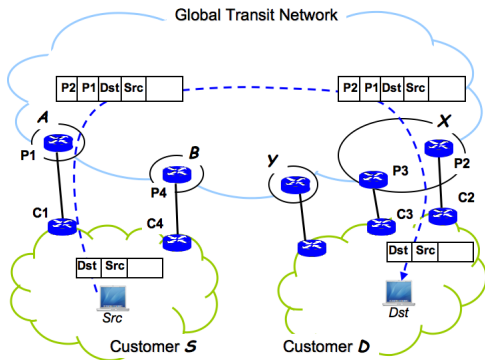 Global Transit Network
P2 P1 Dst Src
P2 P1 Dst Src
A
X
P1
B
Y
P3
P2
P4
C1
C4
C3
C2
Dst Src
Dst Src
Src
Dst
Customer S
Customer D